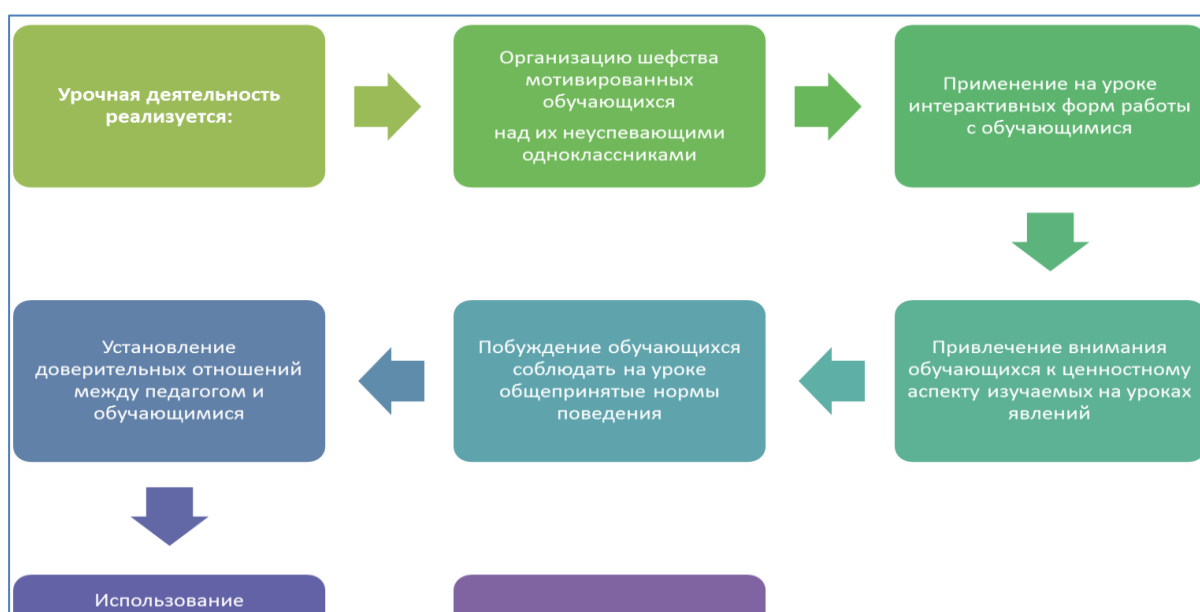 Урочная деятельность
реализуется:
Организацию шефства
мотивированных
обучающихся
над их неуспевающими
одноклассниками
Применение на уроке
интерактивных форм работы
с обучающимися
Привлечение внимания
обучающихся к ценностному
аспекту изучаемых на уроках
явлений
Побуждение обучающихся
соблюдать на уроке
общепринятые нормы
поведения
Установление
доверительных отношений
между педагогом и
обучающимися
Использование